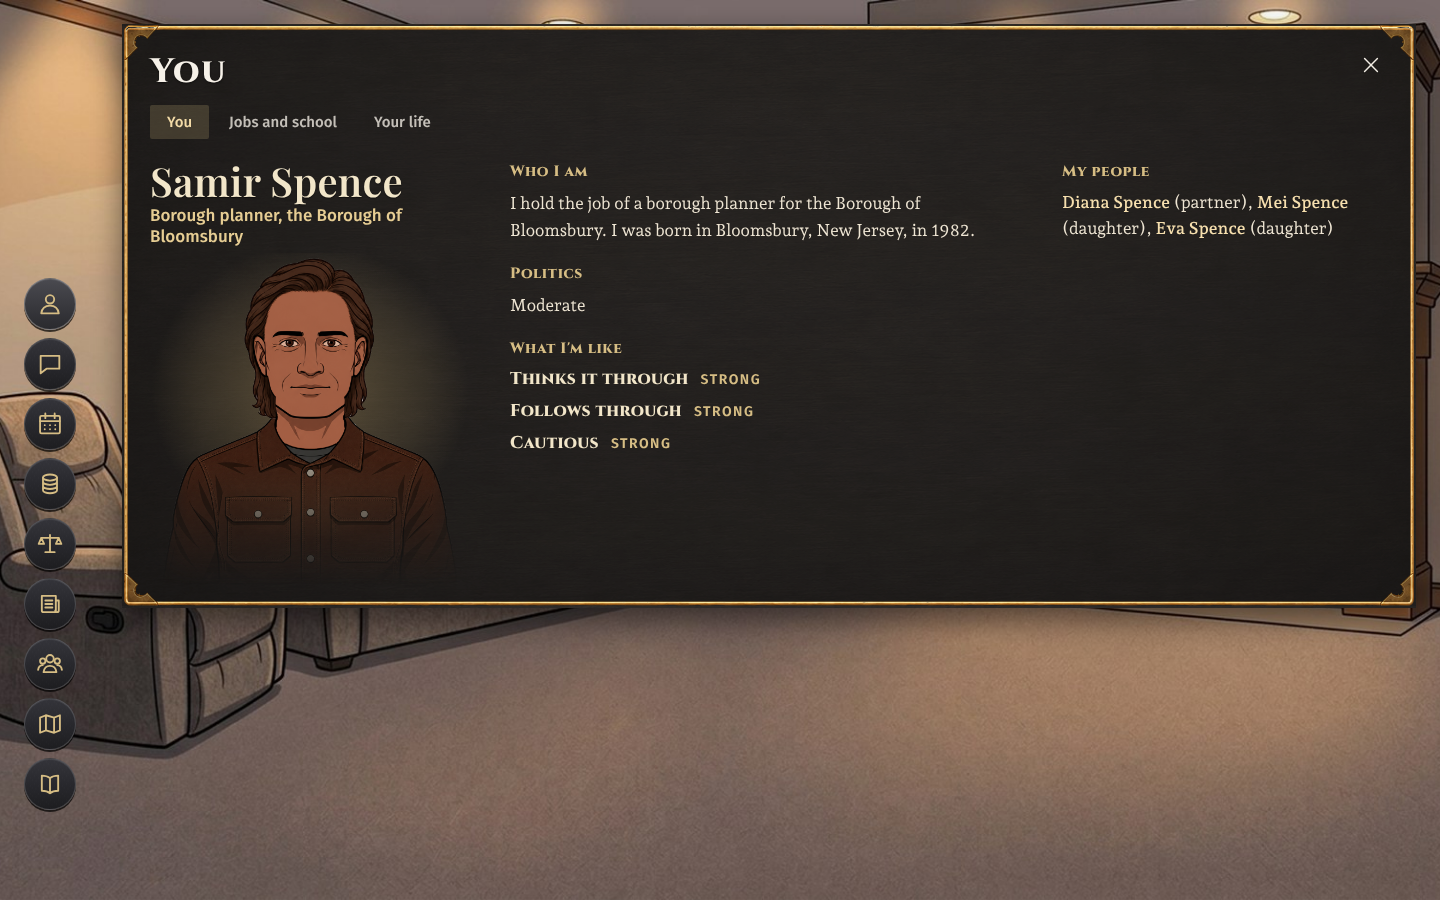 You
You
Jobs and school
Your life
Samir Spence
Borough planner, the Borough of
Bloomsbury
Who I am
I hold the job of a borough planner for the Borough of
Bloomsbury. I was born in Bloomsbury, New Jersey, in 1982.
Politics
Moderate
What I'm like
Thinks it through STRONG
Follows through STRONG
Cautious STRONG
My people
Diana Spence (partner), Mei Spence
(daughter), Eva Spence (daughter)